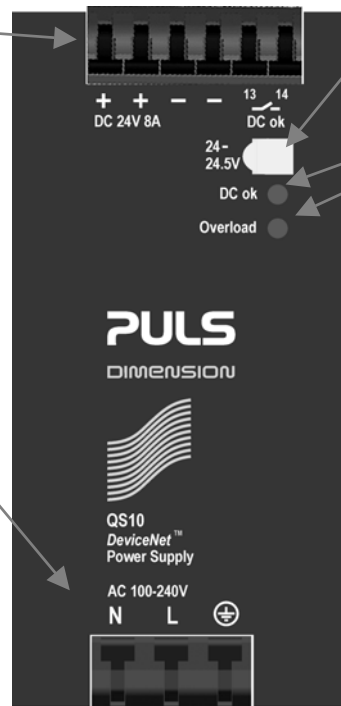 + + − − 13 14
DC 24V 8A DC ok
24-
24.5V
DC ok
Overload
PULS
DIMENSION
QS10
DeviceNet™
Power Supply
AC 100-240V
N L